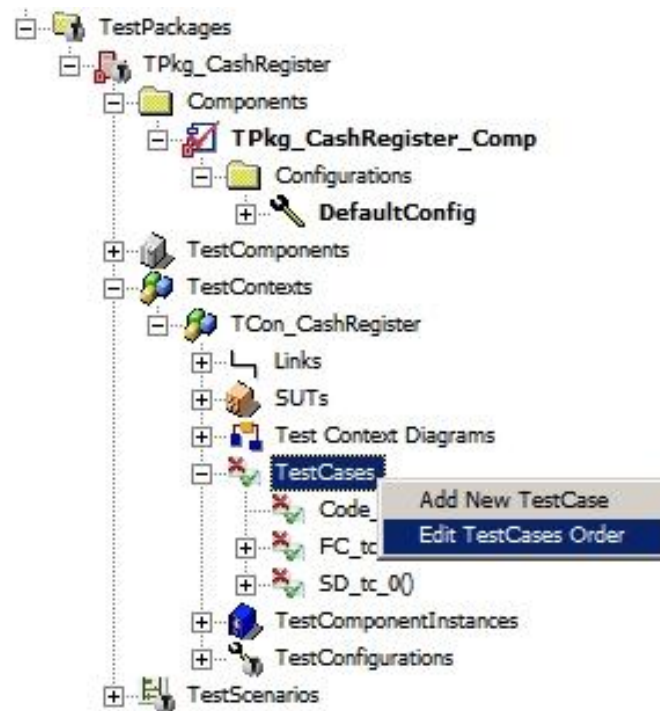 TestPackages
TPkg_CashRegister
Components
TPkg_CashRegister_Comp
Configurations
DefaultConfig
TestComponents
TestContexts
TCon_CashRegister
Links
SUTs
Test Context Diagrams
TestCases
Add New TestCase
Code_
Edit TestCases Order
FC_tc
SD_tc_0()
TestComponentInstances
TestConfigurations
TestScenarios